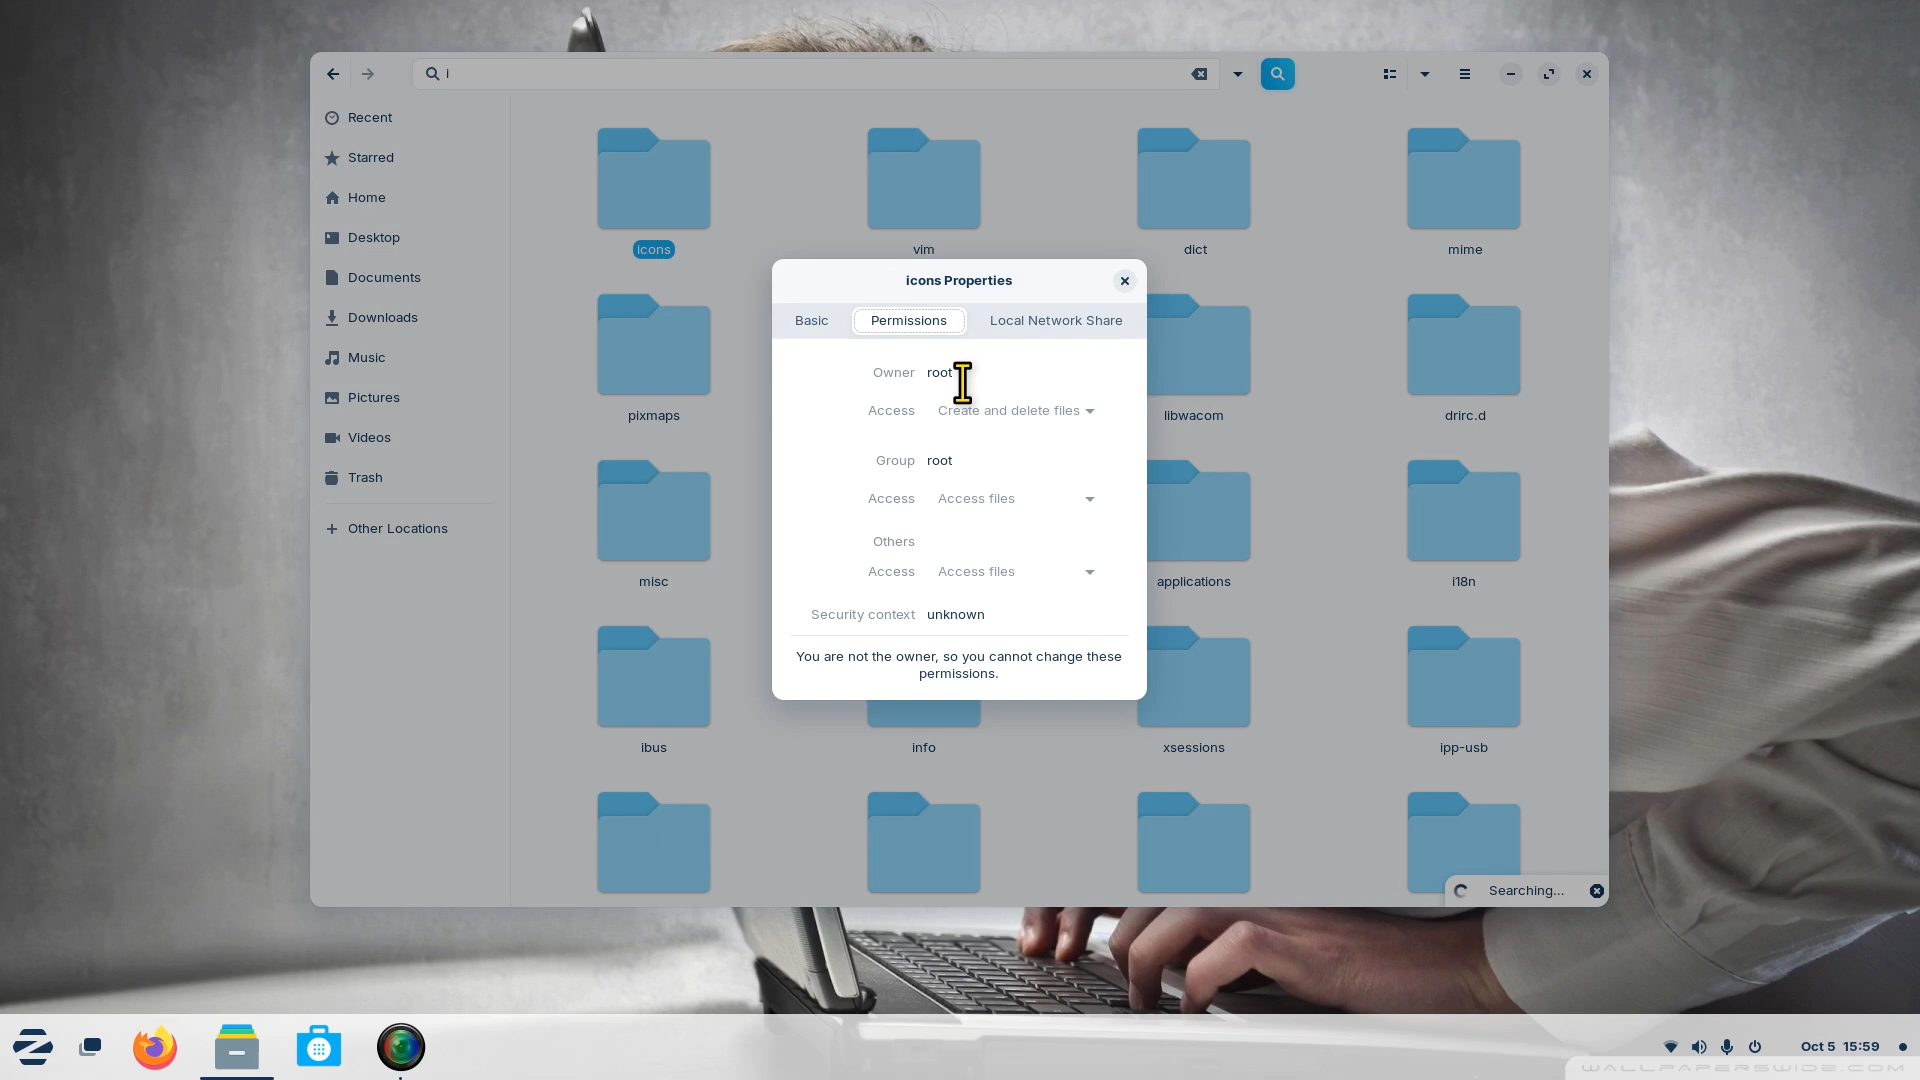 i
Recent
Starred
Home
Desktop
Documents
Downloads
Music
Pictures
Videos
Trash
Other Locations
icons
vim
dict
mime
pixmaps
libwacom
drirc.d
misc
applications
i18n
ibus
info
xsessions
ipp-usb
Searching...
icons Properties
Basic Permissions Local Network Share
Owner root
Access Create and delete files
Group root
Access Access files
Others
Access Access files
Security context unknown
You are not the owner, so you cannot change these
permissions.
Oct 5 15:59
WALLPAPERSWIDE.COM